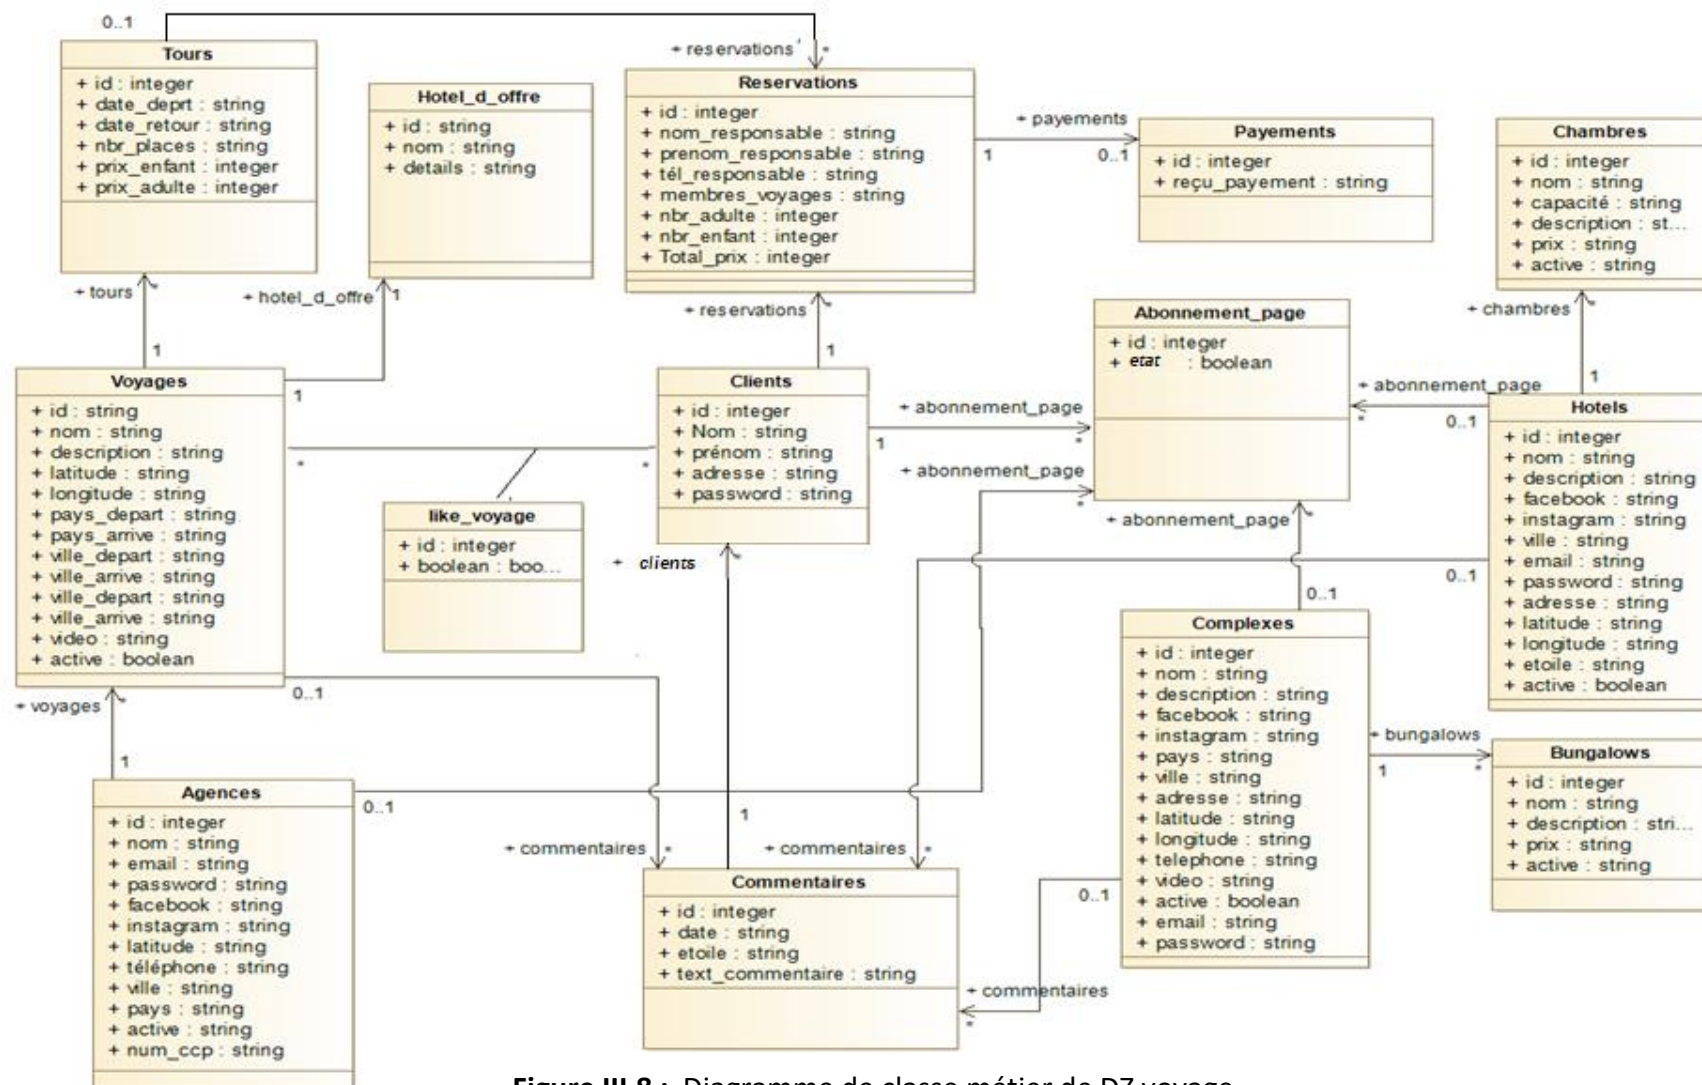 0..1
Tours
+ id : integer
+ date_deprt : string
+ date_retour : string
+ nbr_places : string
+ prix_enfant : integer
+ prix_adulte : integer
Hotel_d_offre
+ id : string
+ nom : string
+ details : string
+ reservations
*
Reservations
+ id : integer
+ nom_responsable : string
+ prenom_responsable : string
+ tél_responsable : string
+ membres_voyages : string
+ nbr_adulte : integer
+ nbr_enfant : integer
+ Total_prix : integer
+ payements
1
0..1
Payements
+ id : integer
+ reçu_payement : string
Chambres
+ id : integer
+ nom : string
+ capacité : string
+ description : st...
+ prix : string
+ active : string
+ tours
*
1
+ hotel_d_offre
1
1
+ reservations
*
1
+ chambres
*
1
Voyages
+ id : string
+ nom : string
+ description : string
+ latitude : string
+ longitude : string
+ pays_depart : string
+ pays_arrive : string
+ ville_depart : string
+ ville_arrive : string
+ ville_depart : string
+ ville_arrive : string
+ video : string
+ active : boolean
*
*
like_voyage
+ id : integer
+ boolean : boo...
Clients
+ id : integer
+ Nom : string
+ prénom : string
+ adresse : string
+ password : string
+ clients
*
1
Abonnement_page
+ id : integer
+ etat : boolean
+ abonnement_page
1
*
+ abonnement_page
*
+ abonnement_page
*
0..1
+ abonnement_page
*
0..1
Hotels
+ id : integer
+ nom : string
+ description : string
+ facebook : string
+ instagram : string
+ ville : string
+ email : string
+ password : string
+ adresse : string
+ latitude : string
+ longitude : string
+ etoile : string
+ active : boolean
0..1
Complexes
+ id : integer
+ nom : string
+ description : string
+ facebook : string
+ instagram : string
+ pays : string
+ ville : string
+ adresse : string
+ latitude : string
+ longitude : string
+ telephone : string
+ video : string
+ active : boolean
+ email : string
+ password : string
+ bungalows
1
*
Bungalows
+ id : integer
+ nom : string
+ description : stri...
+ prix : string
+ active : string
+ voyages
*
1
0..1
0..1
Agences
+ id : integer
+ nom : string
+ email : string
+ password : string
+ facebook : string
+ instagram : string
+ latitude : string
+ téléphone : string
+ ville : string
+ pays : string
+ active : string
+ num_ccp : string
+ commentaires
*
+ commentaires
*
Commentaires
+ id : integer
+ date : string
+ etoile : string
+ text_commentaire : string
0..1
+ commentaires
*
Figure III.8 : Diagramme de classe métier de DZ voyage